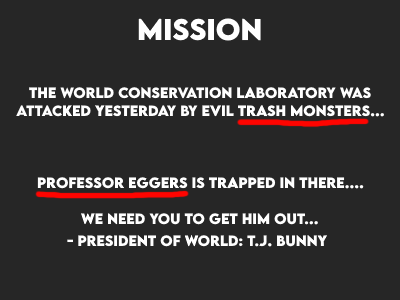 MISSION
THE WORLD CONSERVATION LABORATORY WAS
ATTACKED YESTERDAY BY EVIL TRASH MONSTERS...
PROFESSOR EGGERS IS TRAPPED IN THERE....
WE NEED YOU TO GET HIM OUT...
- PRESIDENT OF WORLD: T.J. BUNNY